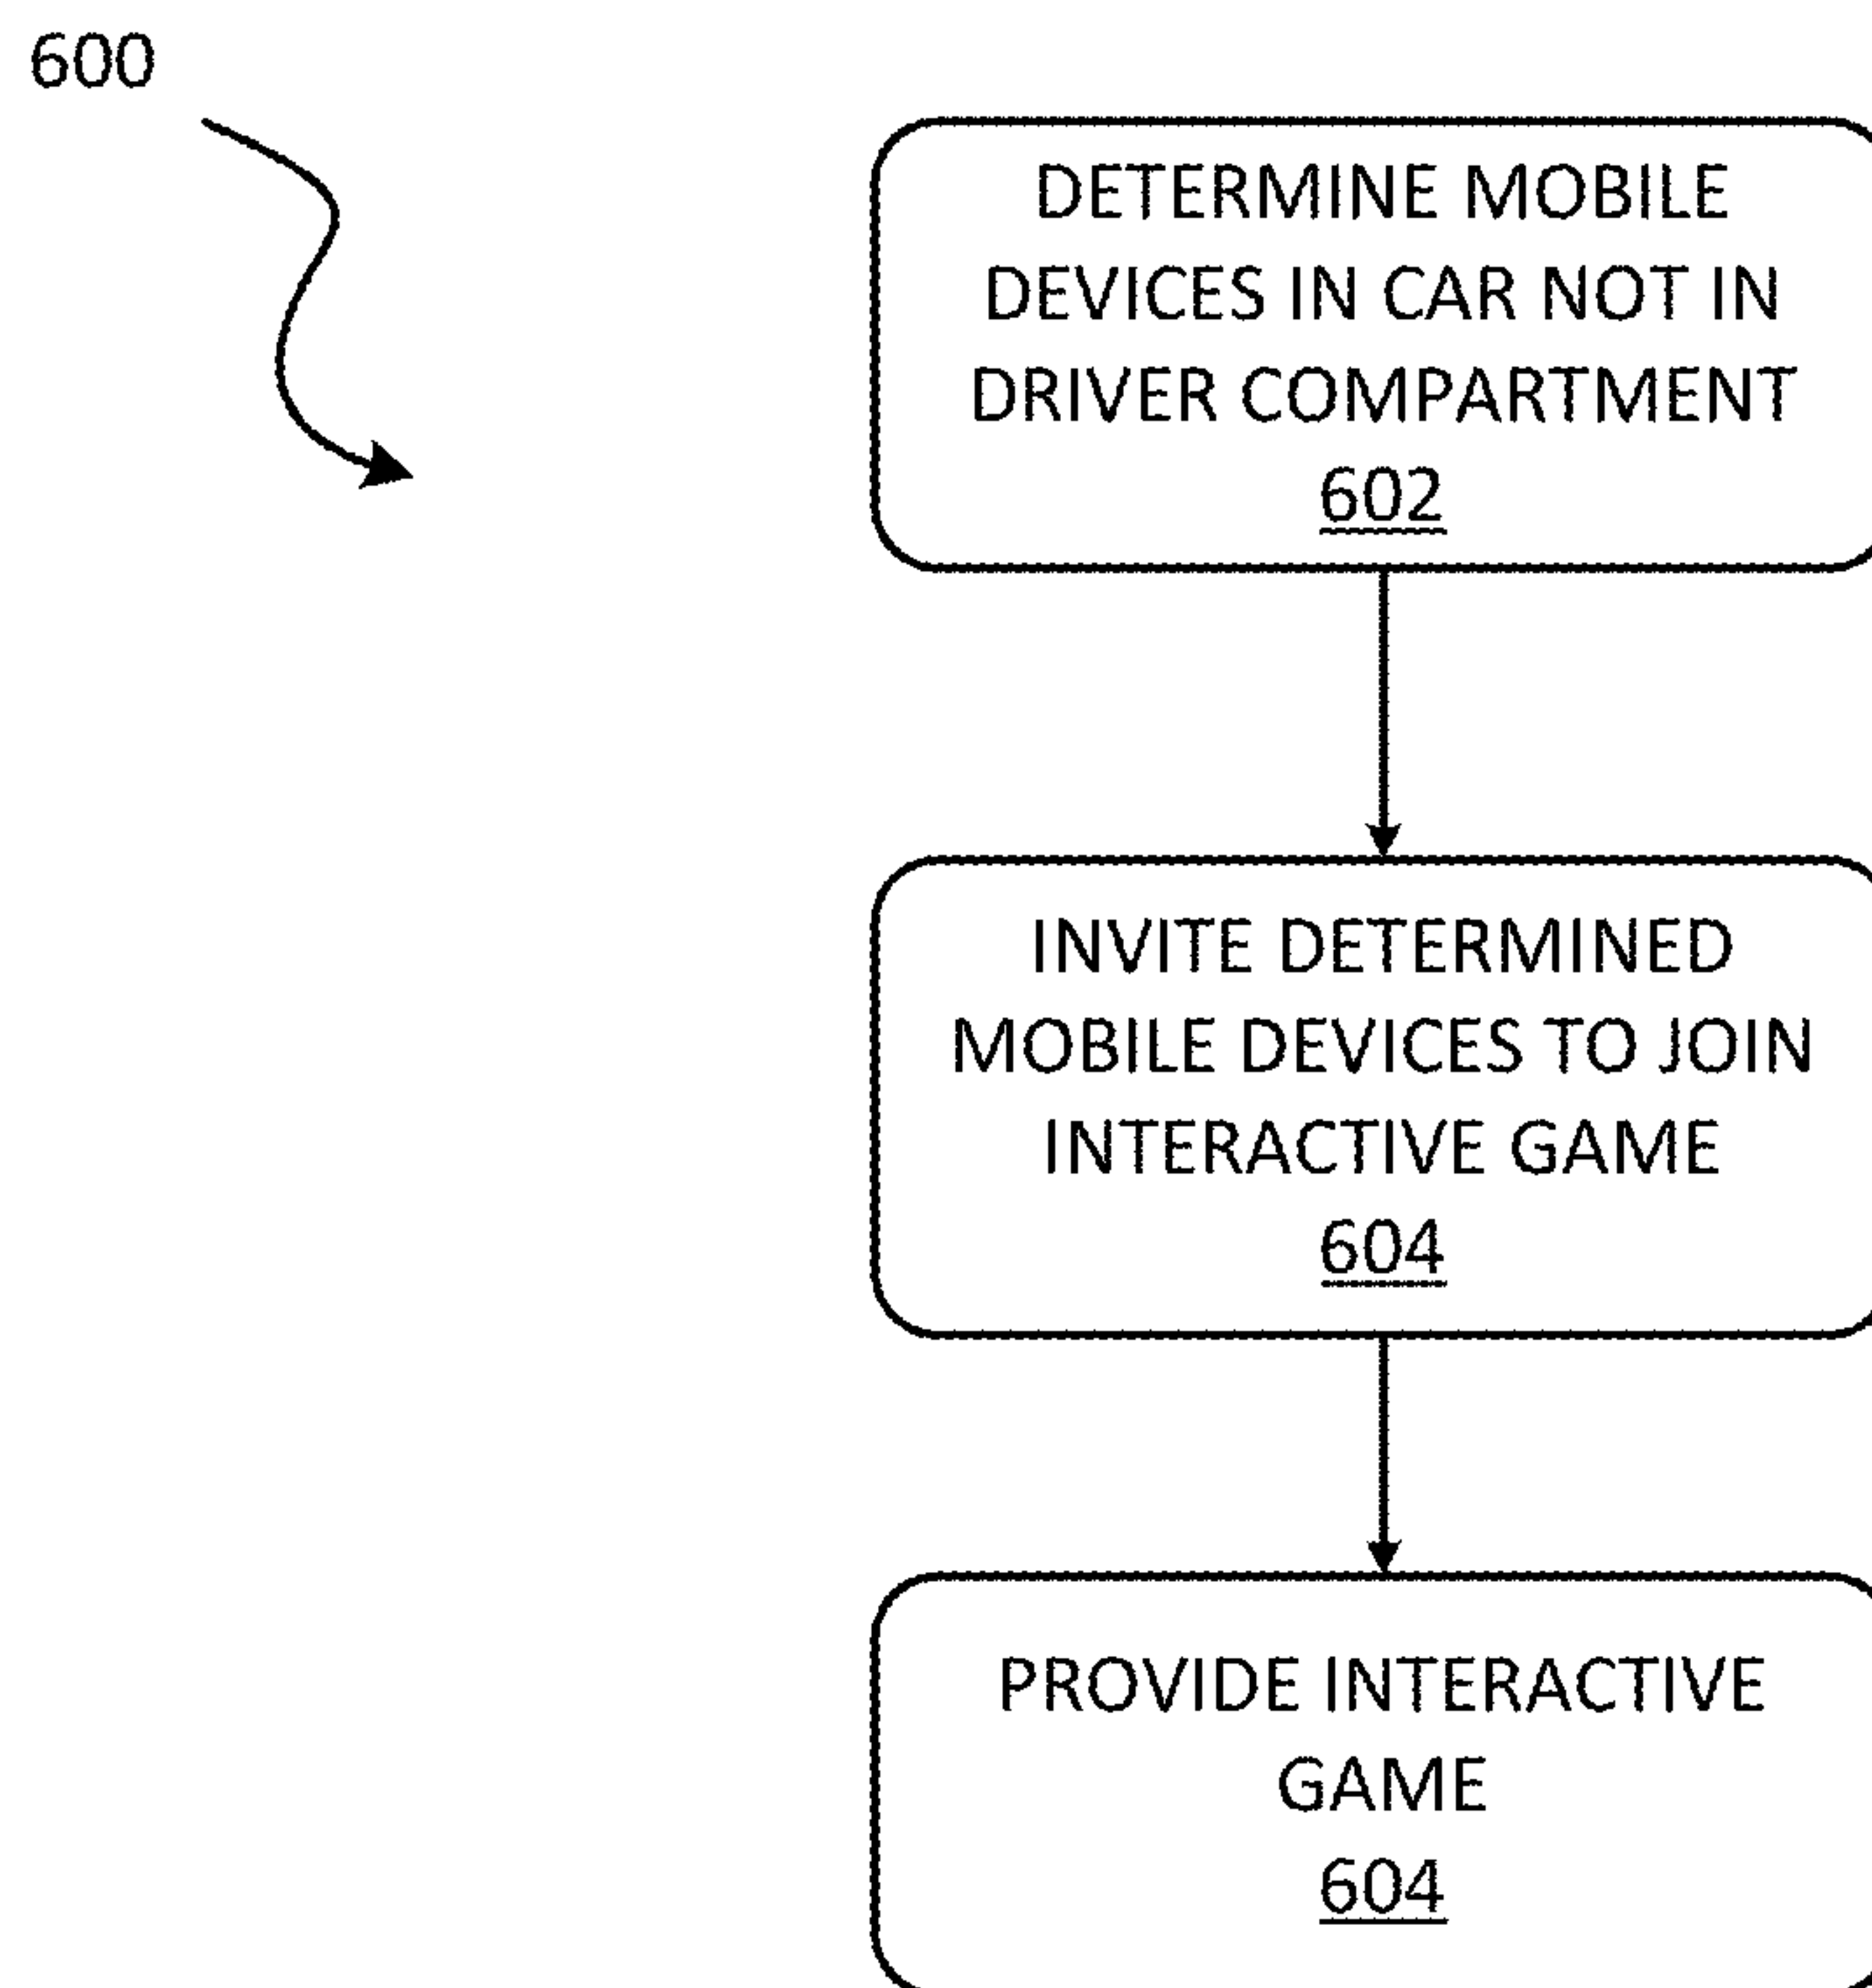 600
DETERMINE MOBILE
DEVICES IN CAR NOT IN
DRIVER COMPARTMENT
602
INVITE DETERMINED
MOBILE DEVICES TO JOIN
INTERACTIVE GAME
604
PROVIDE INTERACTIVE
GAME
604